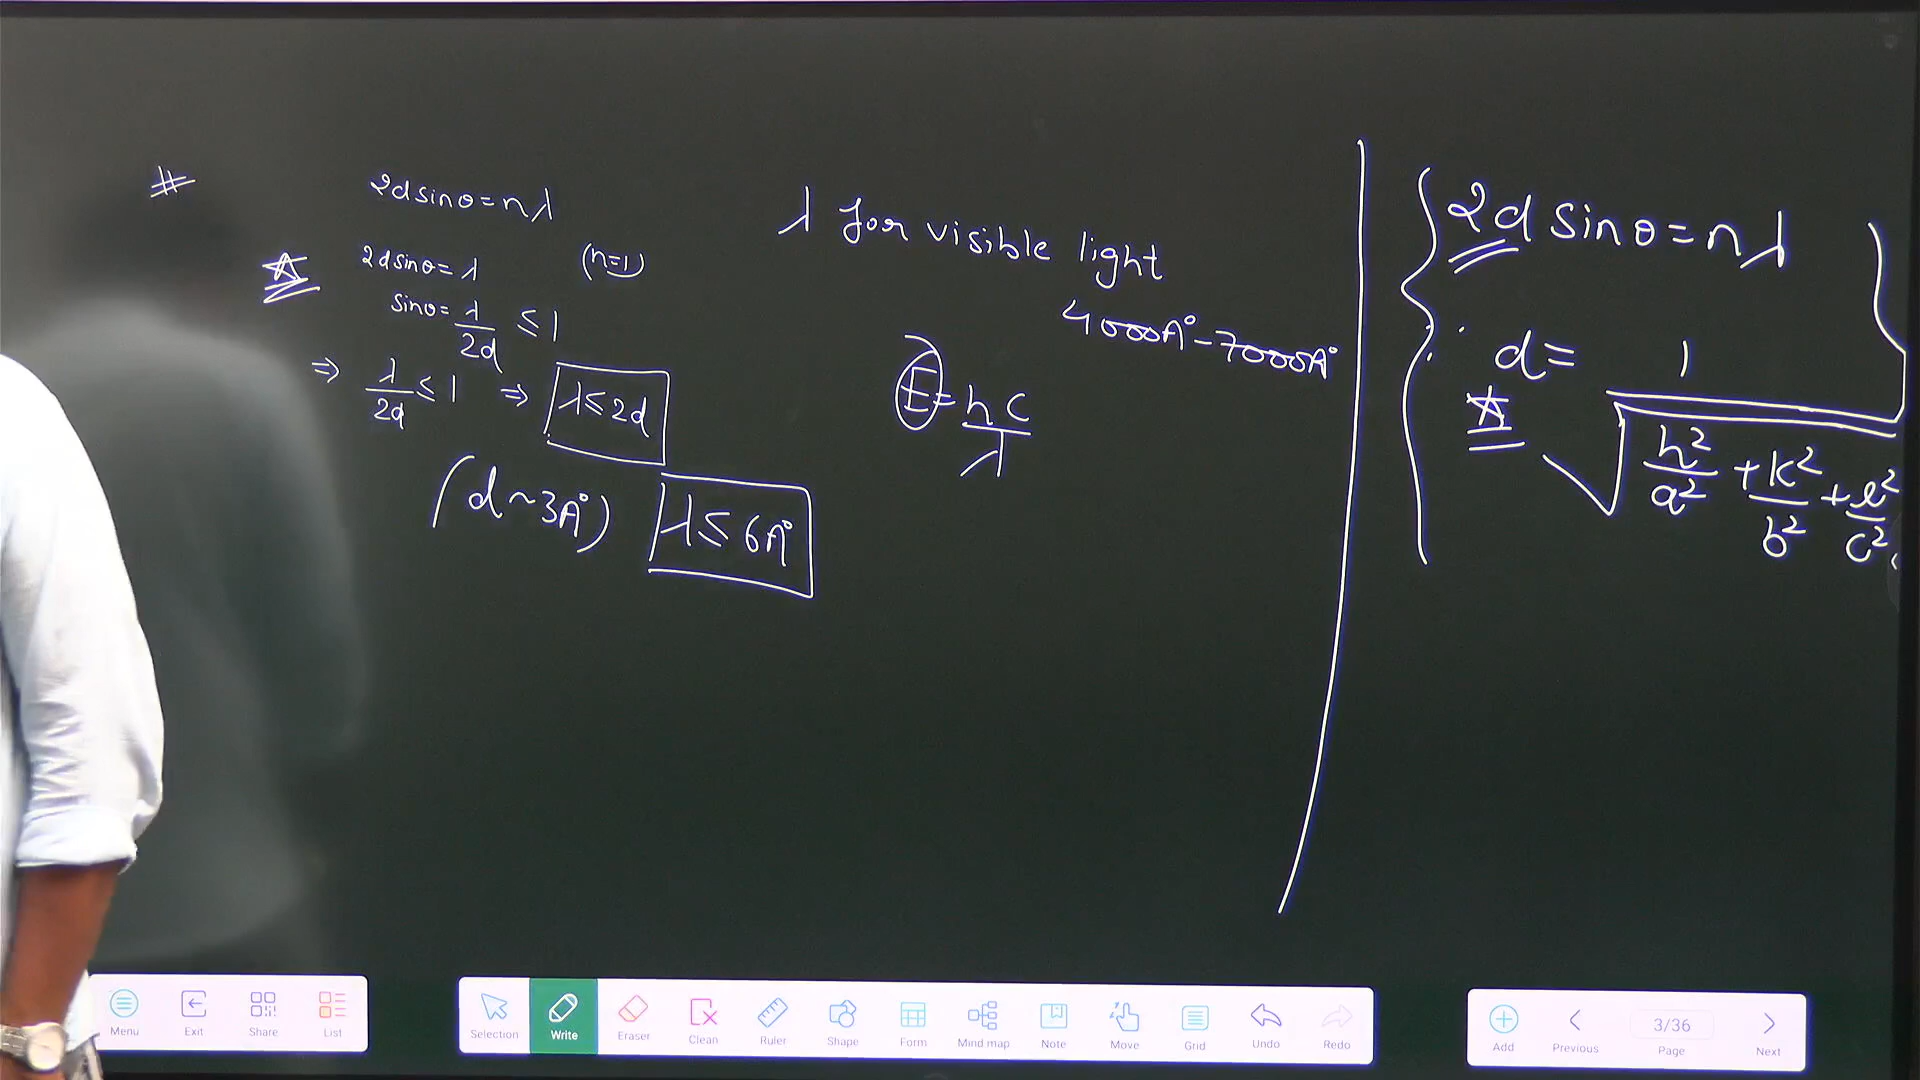 #
2d sinθ = nλ
2d sinθ = λ (n=1)
sinθ = λ/2d ≤ 1
⇒ λ/2d ≤ 1 ⇒ λ ≤ 2d
(d ~ 3A°) λ ≤ 6A°
λ for visible light
4000A° - 7000A°
E = hc/λ
2d sinθ = nλ
d = 1/√(h²/a² + k²/b² + l²/c²)
Menu Exit Share List
Selection Write Eraser Clean Ruler Shape Form Mind map Note Move Grid Undo Redo
Add Previous 3/36 Page Next